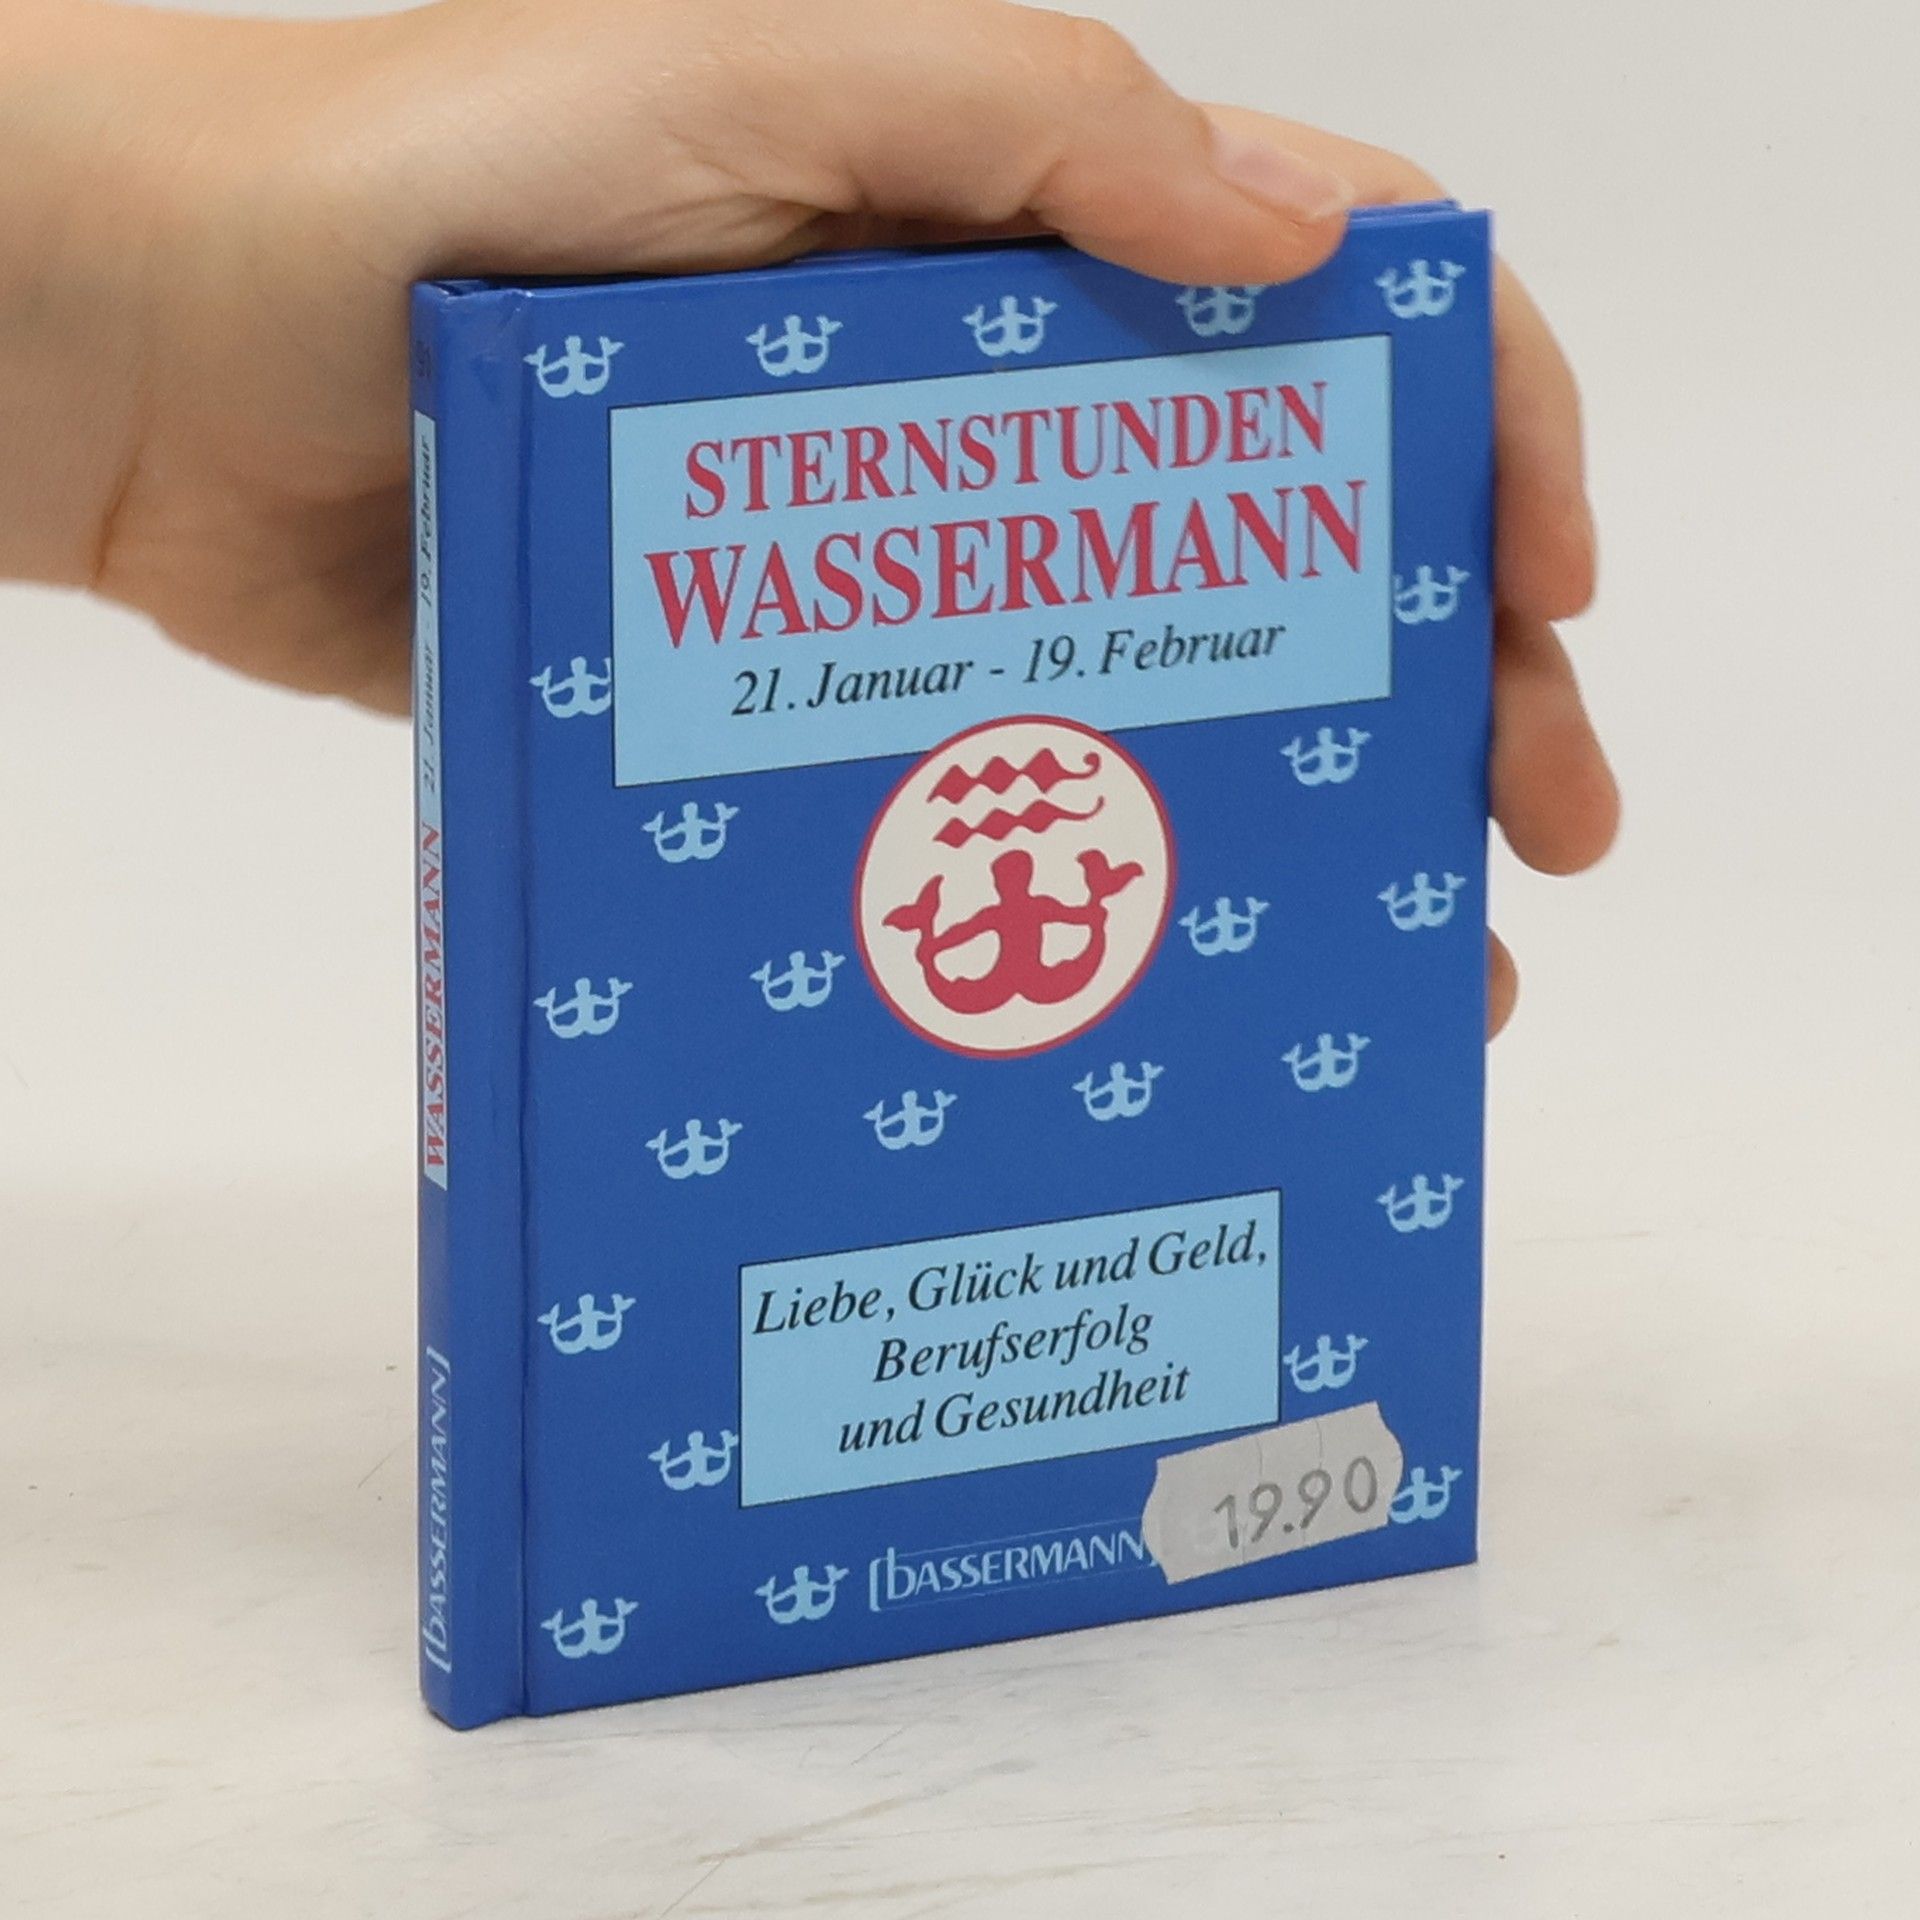 STERNSTUNDEN
WASSERMANN
21. Januar - 19. Februar
Liebe, Glück und Geld,
Berufserfolg
und Gesundheit
19.90
[bASSERMANN]
WASSERMANN 21. Januar - 19. Februar
[bASSERMANN]